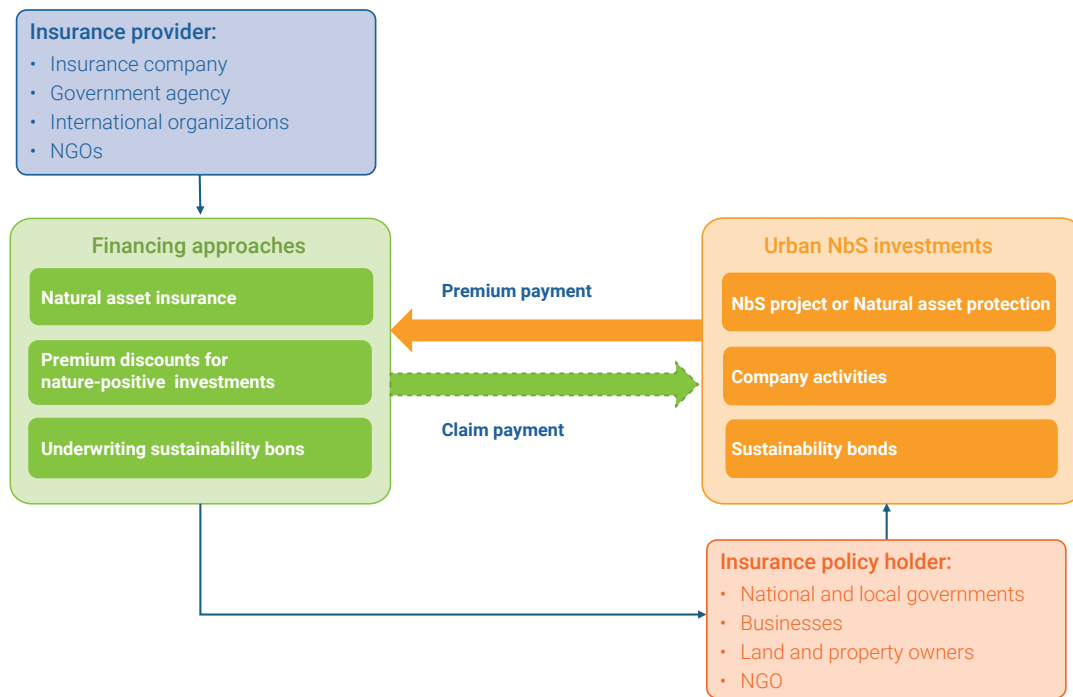 Insurance provider:
• Insurance company
• Government agency
• International organizations
• NGOs
Financing approaches
Natural asset insurance
Premium discounts for
nature-positive investments
Underwriting sustainability bons
Premium payment
Claim payment
Urban NbS investments
NbS project or Natural asset protection
Company activities
Sustainability bonds
Insurance policy holder:
• National and local governments
• Businesses
• Land and property owners
• NGO